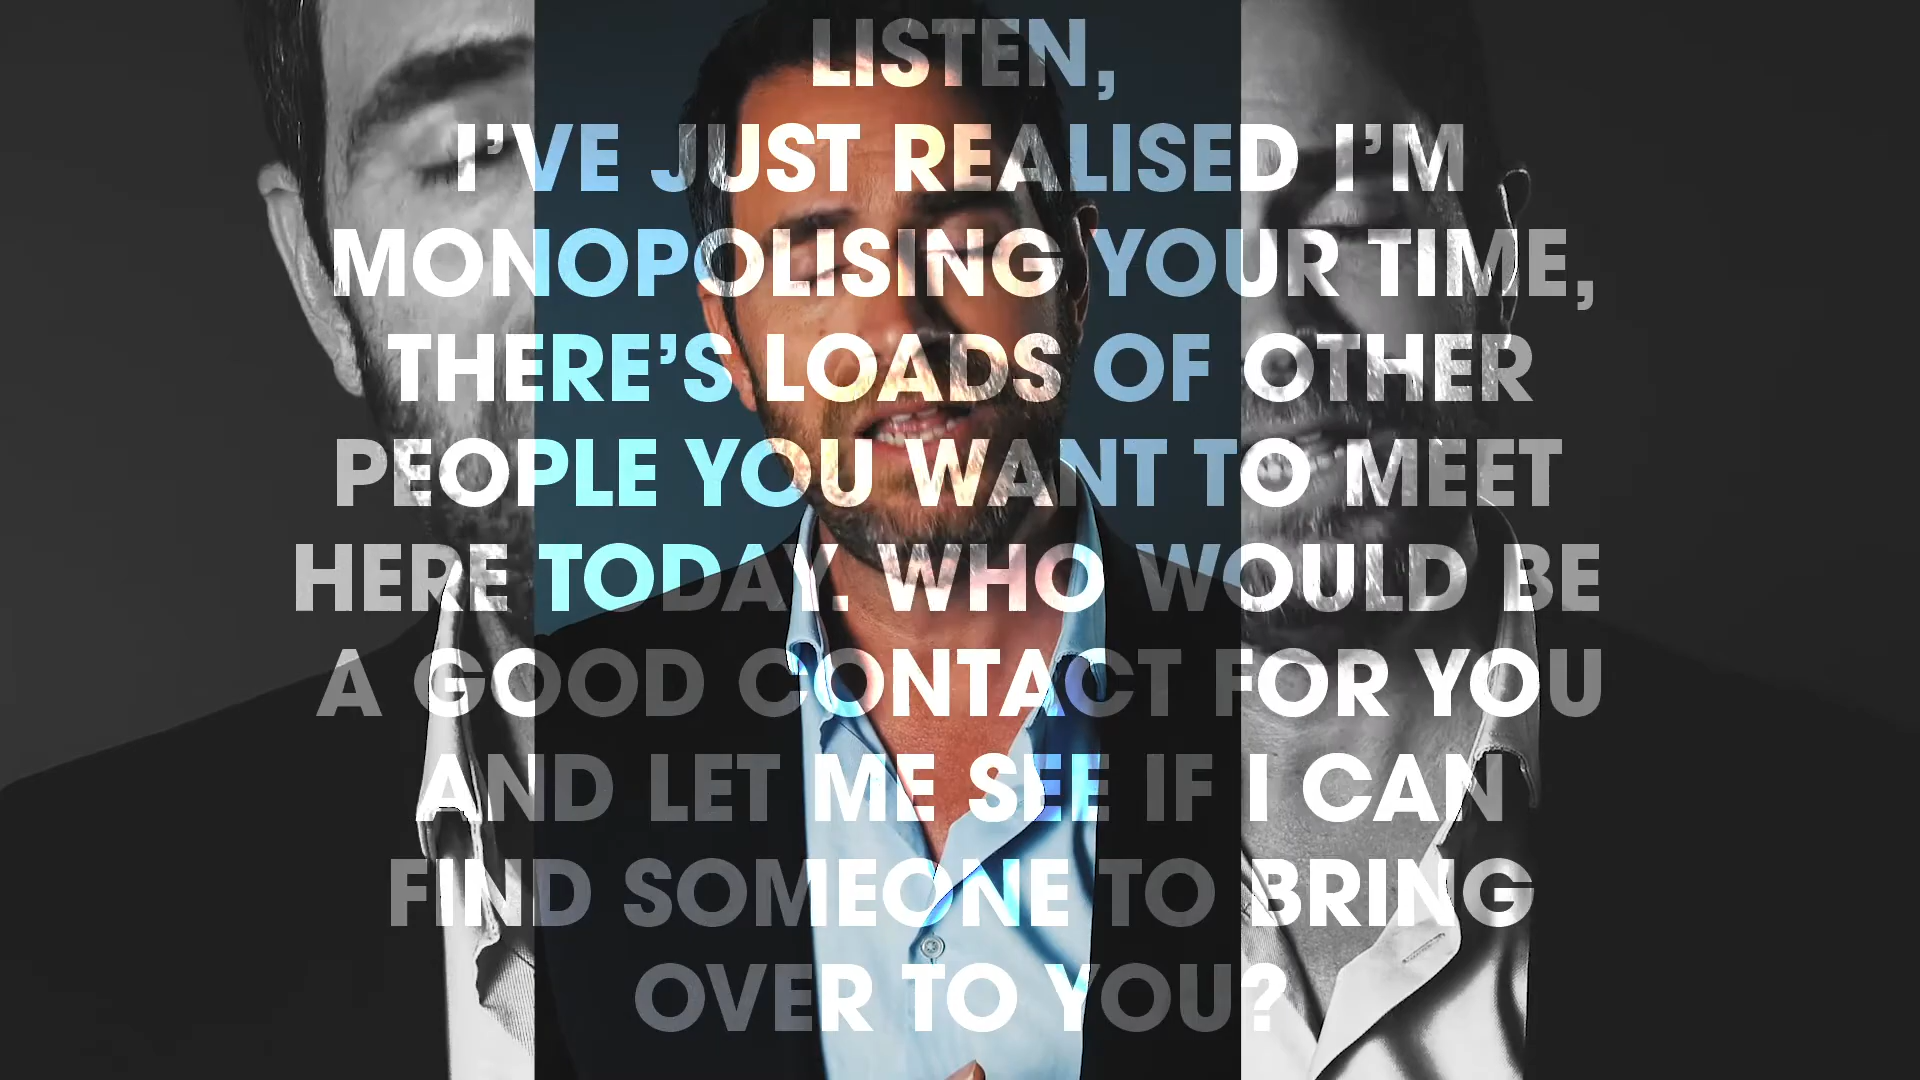 LISTEN,
I'VE JUST REALISED I'M
MONOPOLISING YOUR TIME,
THERE'S LOADS OF OTHER
PEOPLE YOU WANT TO MEET
HERE TODAY. WHO WOULD BE
A GOOD CONTACT FOR YOU
AND LET ME SEE IF I CAN
FIND SOMEONE TO BRING
OVER TO YOU?